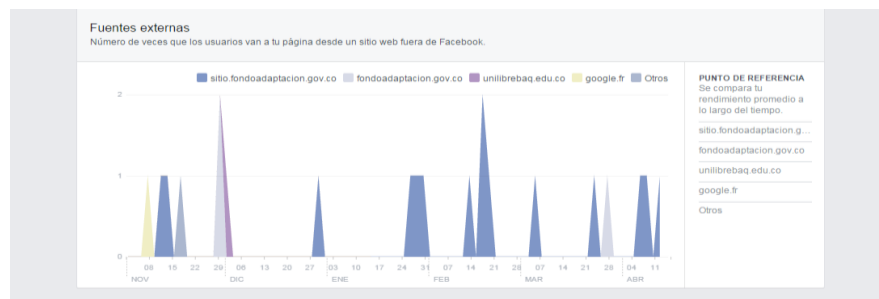 Fuentes externas
Número de veces que los usuarios van a tu página desde un sitio web fuera de Facebook.
sitio.fondoadaptacion.gov.co fondoadaptacion.gov.co unilibrebaq.edu.co google.fr Otros
2
1
0
08 15 22 29 06 13 20 27 03 10 17 24 31 07 14 21 28 07 14 21 28 04 11
NOV DIC ENE FEB MAR ABR
PUNTO DE REFERENCIA
Se compara tu
rendimiento promedio a
lo largo del tiempo.
sitio.fondoadaptacion.g...
fondoadaptacion.gov.co
unilibrebaq.edu.co
google.fr
Otros